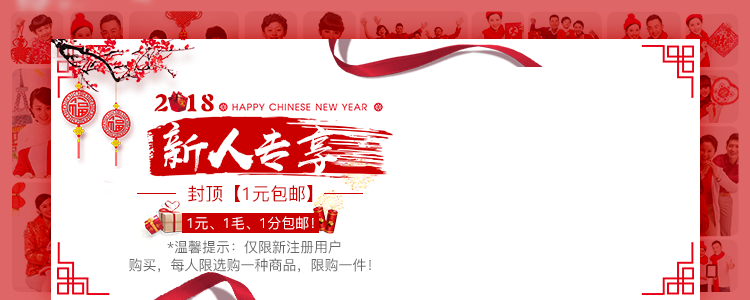 2018 HAPPY CHINESE NEW YEAR
新人专享
封顶【1元包邮】
1元、1毛、1分包邮！
*温馨提示：仅限新注册用户
购买，每人限选购一种商品，限购一件！
福
福